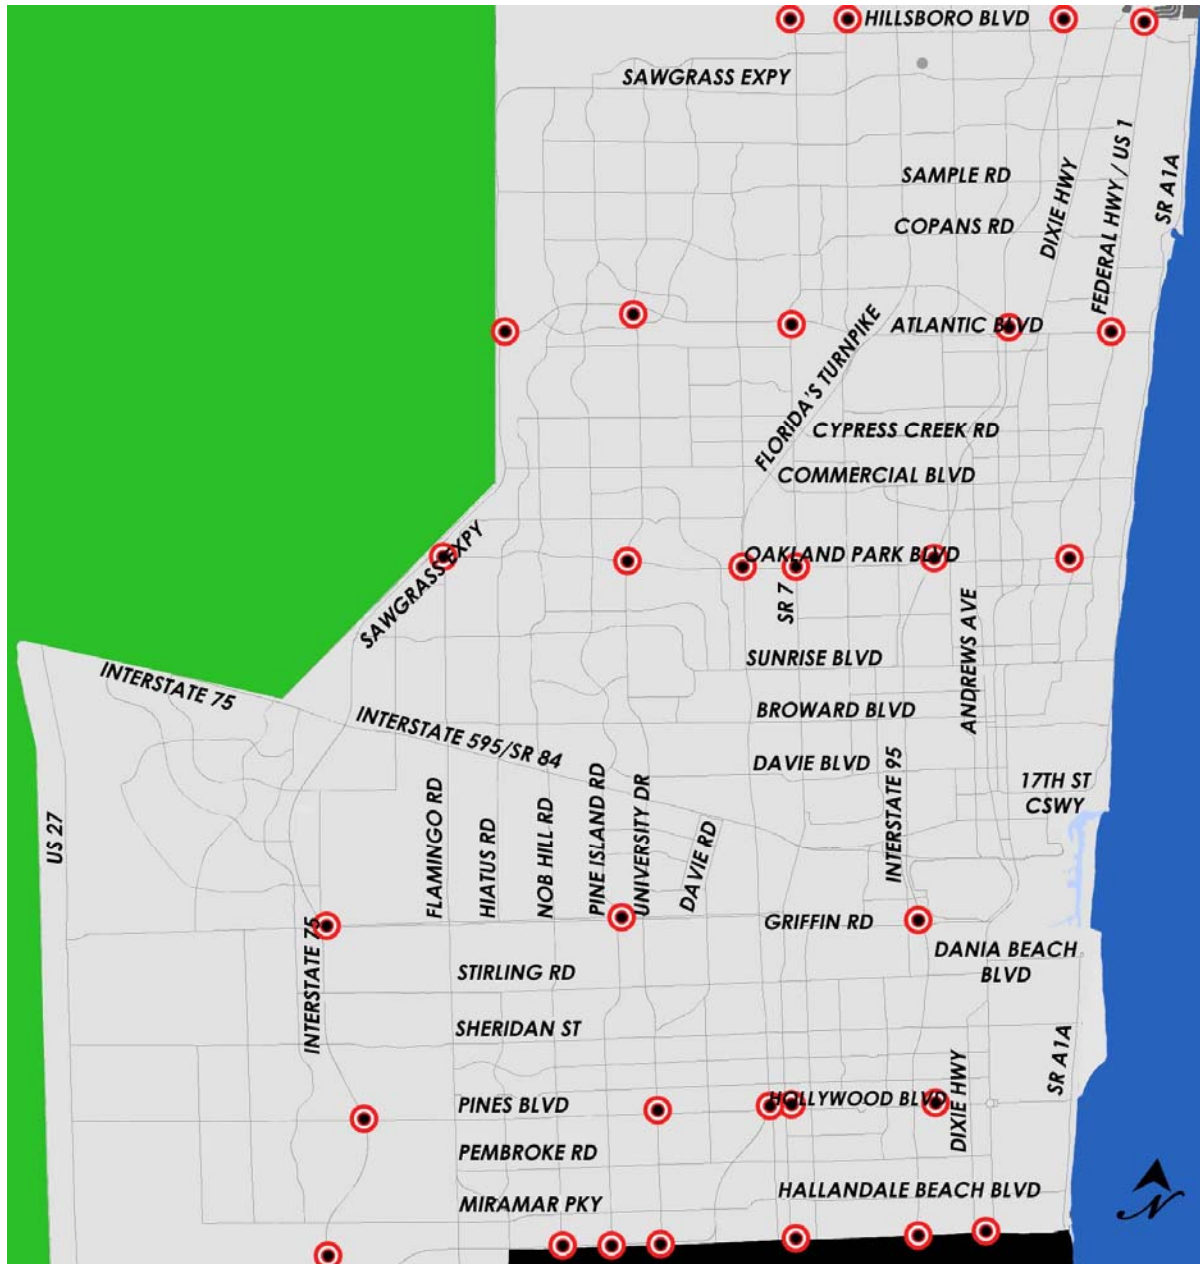 HILLSBORO BLVD
SAWGRASS EXPY
SAMPLE RD
COPANS RD
DIXIE HWY
FEDERAL HWY / US 1
SR A1A
ATLANTIC BLVD
FLORIDA'S TURNPIKE
CYPRESS CREEK RD
COMMERCIAL BLVD
OAKLAND PARK BLVD
SAWGRASS EXPY
SR 7
ANDREWS AVE
SUNRISE BLVD
INTERSTATE 75
BROWARD BLVD
INTERSTATE 595/SR 84
DAVIE BLVD
17TH ST
CSWY
US 27
FLAMINGO RD
HIATUS RD
NOB HILL RD
PINE ISLAND RD
UNIVERSITY DR
DAVIE RD
INTERSTATE 95
GRIFFIN RD
INTERSTATE 75
DANIA BEACH
BLVD
STIRLING RD
SHERIDAN ST
SR A1A
PINES BLVD
HOLLYWOOD BLVD
DIXIE HWY
PEMBROKE RD
MIRAMAR PKY
HALLANDALE BEACH BLVD
N